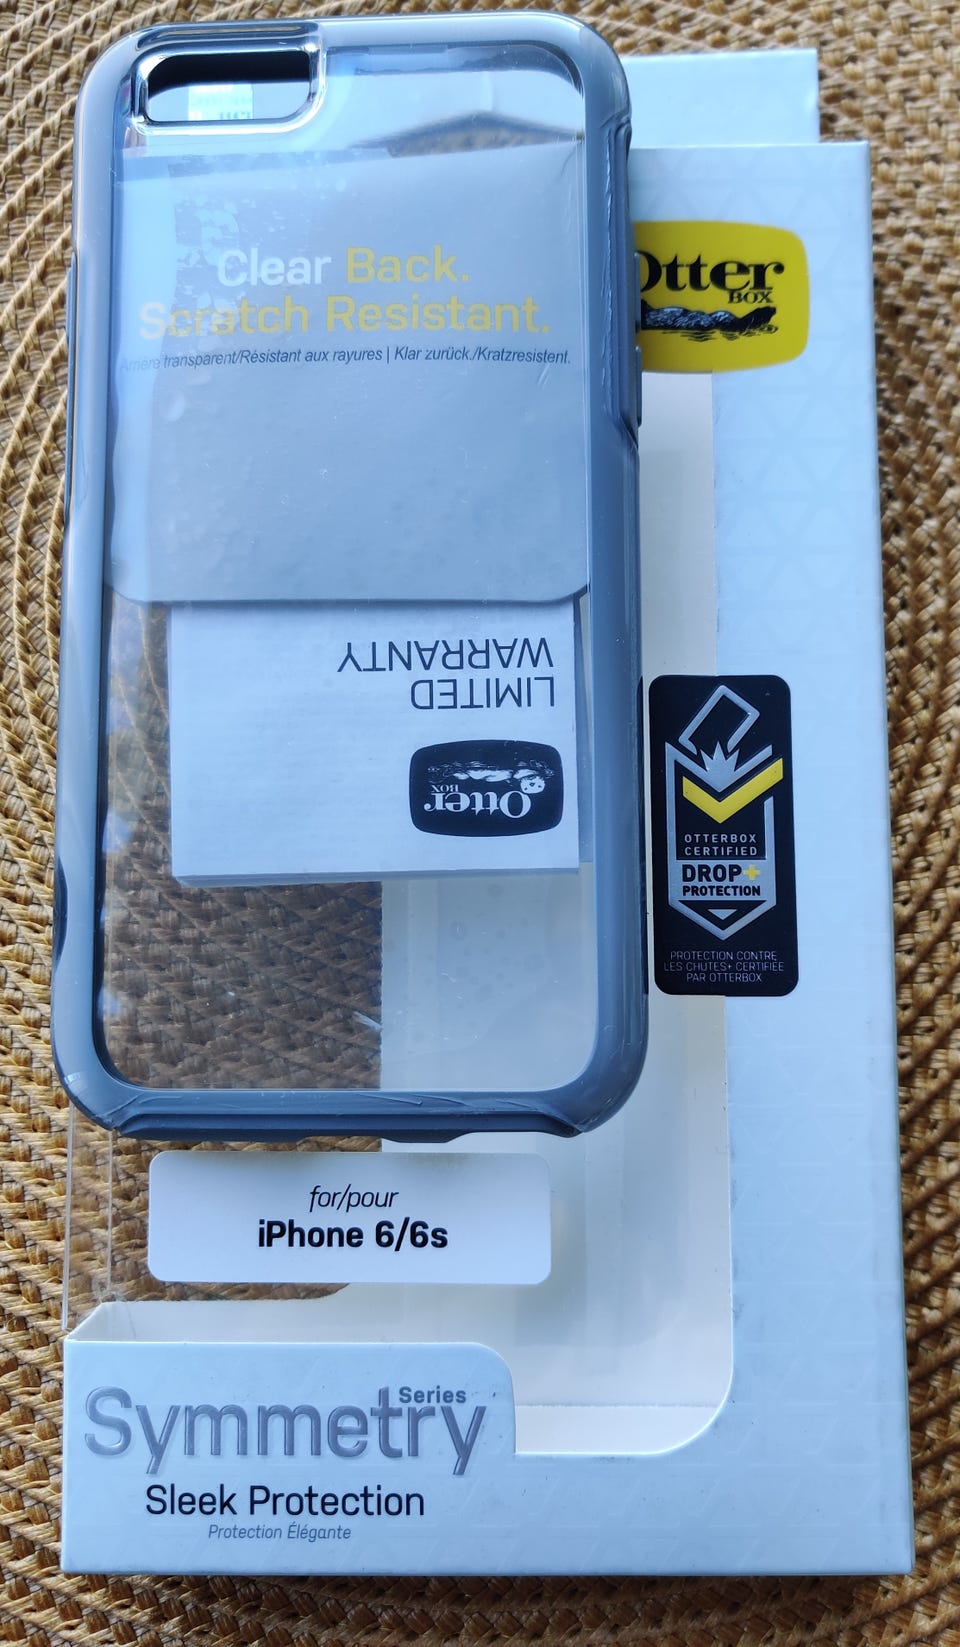 Clear Back.
Scratch Resistant.
Arrière transparent/Résistant aux rayures | Klar zurück./Kratzresistent.
Otter
BOX
LIMITED
WARRANTY
Otter
BOX
OTTERBOX
CERTIFIED
DROP+
PROTECTION
PROTECTION CONTRE
LES CHUTES+ CERTIFIÉE
PAR OTTERBOX
for/pour
iPhone 6/6s
Symmetry Series
Sleek Protection
Protection Élégante